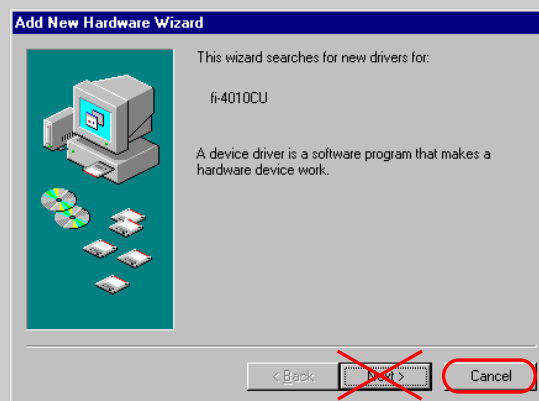 Add New Hardware Wizard
This wizard searches for new drivers for:
fi-4010CU
A device driver is a software program that makes a
hardware device work.
< Back
Next >
Cancel